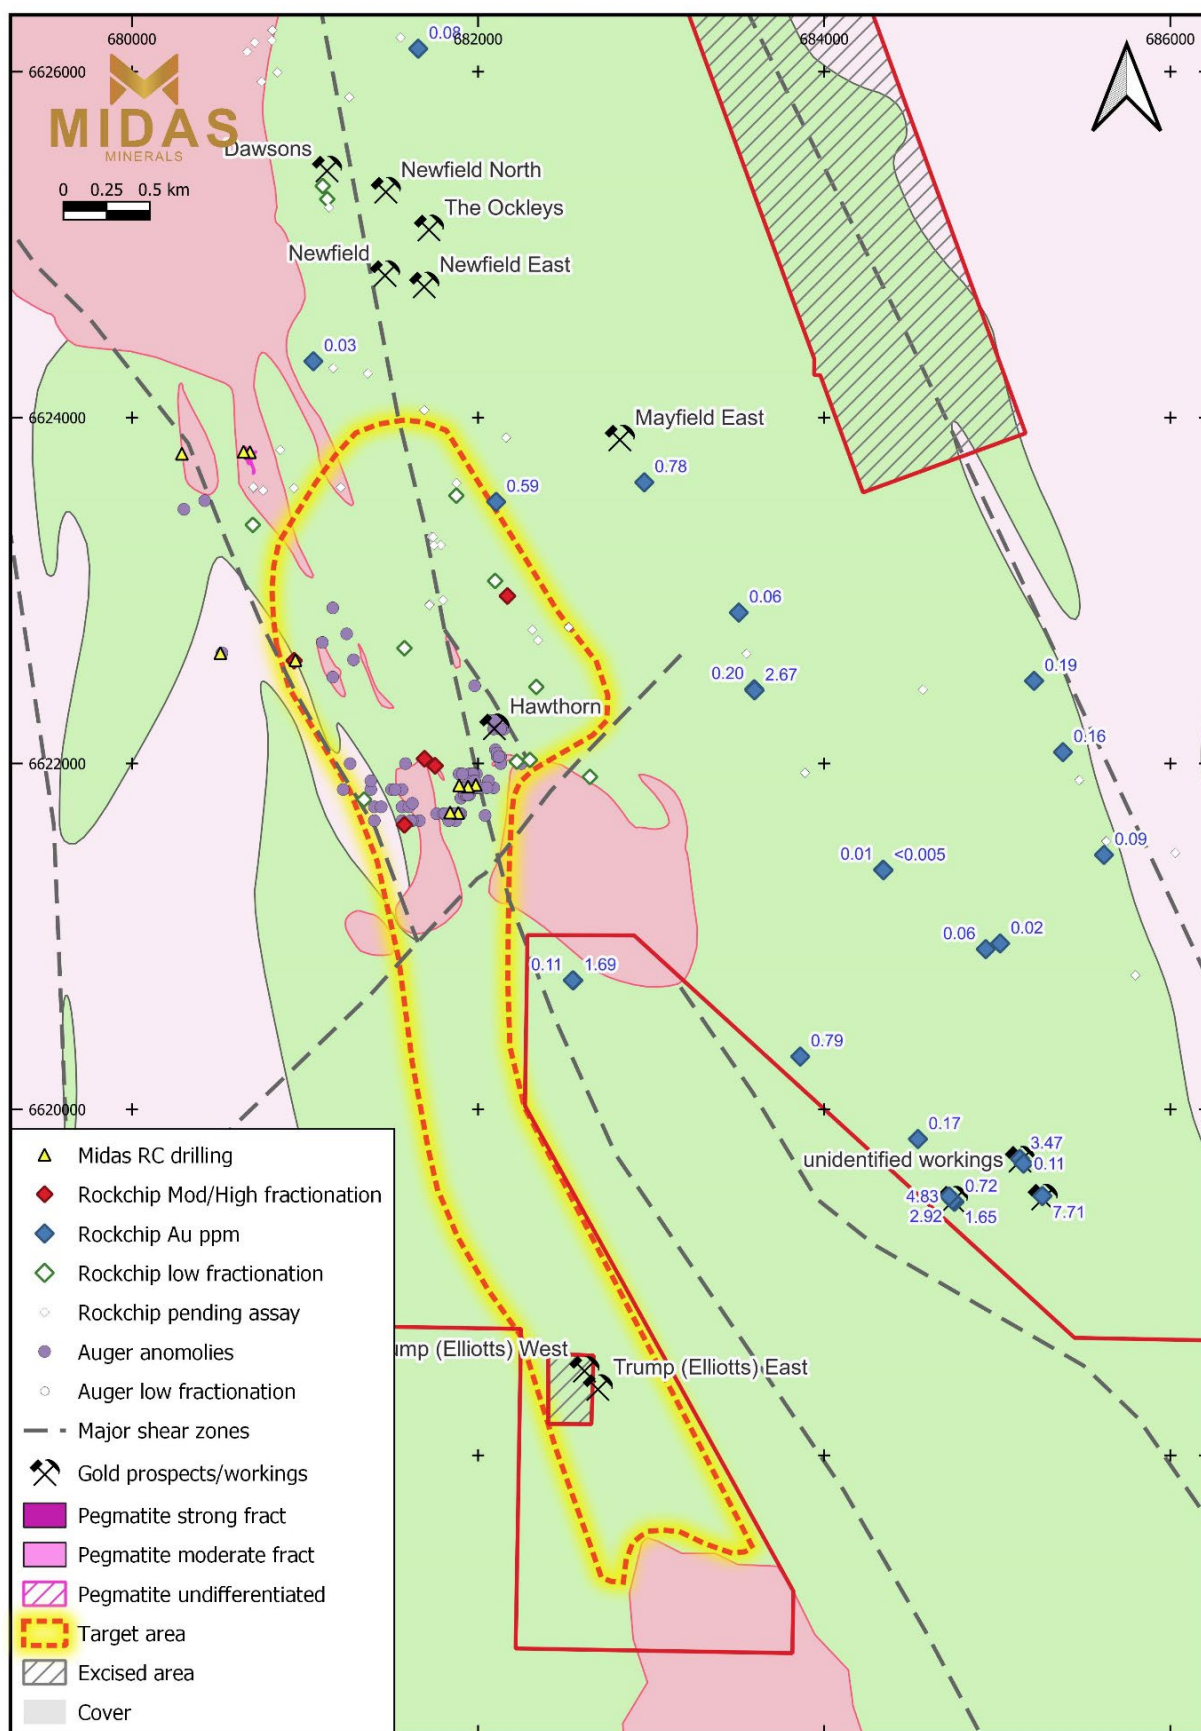 680000
682000
684000
686000
0.08
6626000
MIDAS
MINERALS
0 0.25 0.5 km
Dawsons
Newfield North
The Ockleys
Newfield
Newfield East
0.03
6624000
Mayfield East
0.78
0.59
0.06
0.20
2.67
0.19
Hawthorn
0.16
6622000
0.01
<0.005
0.09
0.06
0.02
0.11
1.69
0.79
6620000
0.17
3.47
unidentified workings
0.11
0.72
4.83
2.92
1.65
7.71
ump (Elliotts) West
Trump (Elliotts) East
Midas RC drilling
Rockchip Mod/High fractionation
Rockchip Au ppm
Rockchip low fractionation
Rockchip pending assay
Auger anomolies
Auger low fractionation
Major shear zones
Gold prospects/workings
Pegmatite strong fract
Pegmatite moderate fract
Pegmatite undifferentiated
Target area
Excised area
Cover